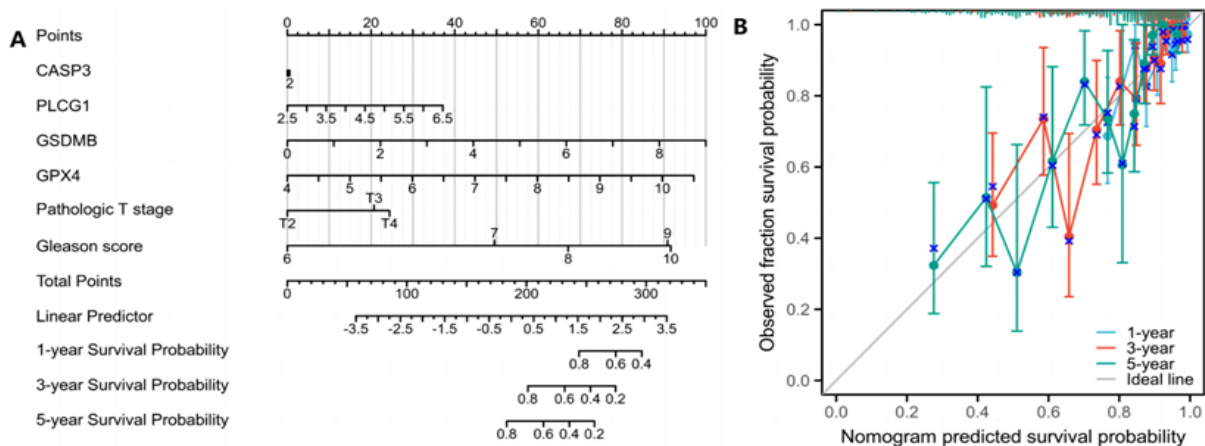 A
Points
0 20 40 60 80 100
CASP3
2
PLCG1
2.5 3.5 4.5 5.5 6.5
GSDMB
0 1 2 3 4 5 6 7 8 9
GPX4
4 5 6 7 8 9 10
Pathologic T stage
T3
T2 T4
Gleason score
7 9
6 8 10
Total Points
0 100 200 300
Linear Predictor
-3.5 -2.5 -1.5 -0.5 0.5 1.5 2.5 3.5
1-year Survival Probability
0.8 0.6 0.4
3-year Survival Probability
0.8 0.6 0.4 0.2
5-year Survival Probability
0.8 0.6 0.4 0.2
B
Observed fraction survival probability
1.0
0.8
0.6
0.4
0.2
0.0
1-year
3-year
5-year
Ideal line
0.0 0.2 0.4 0.6 0.8 1.0
Nomogram predicted survival probability